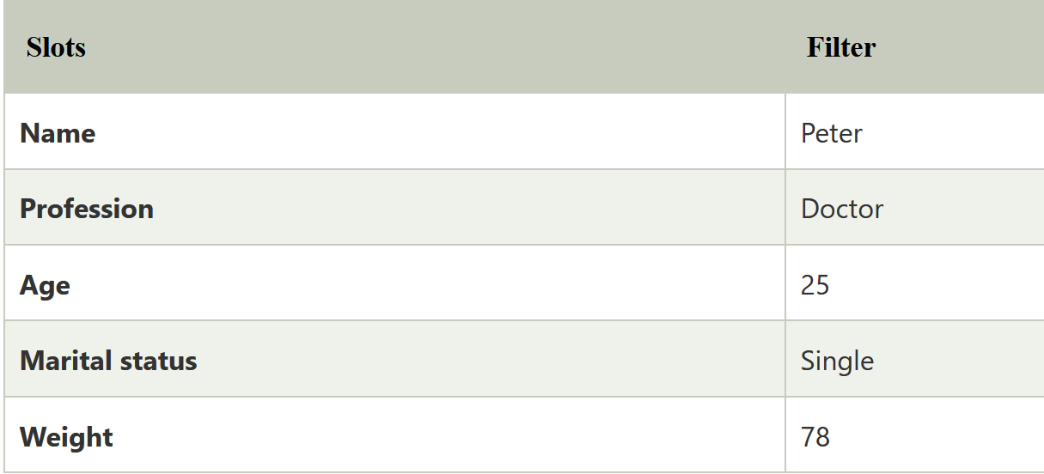 Slots Filter
Name Peter
Profession Doctor
Age 25
Marital status Single
Weight 78